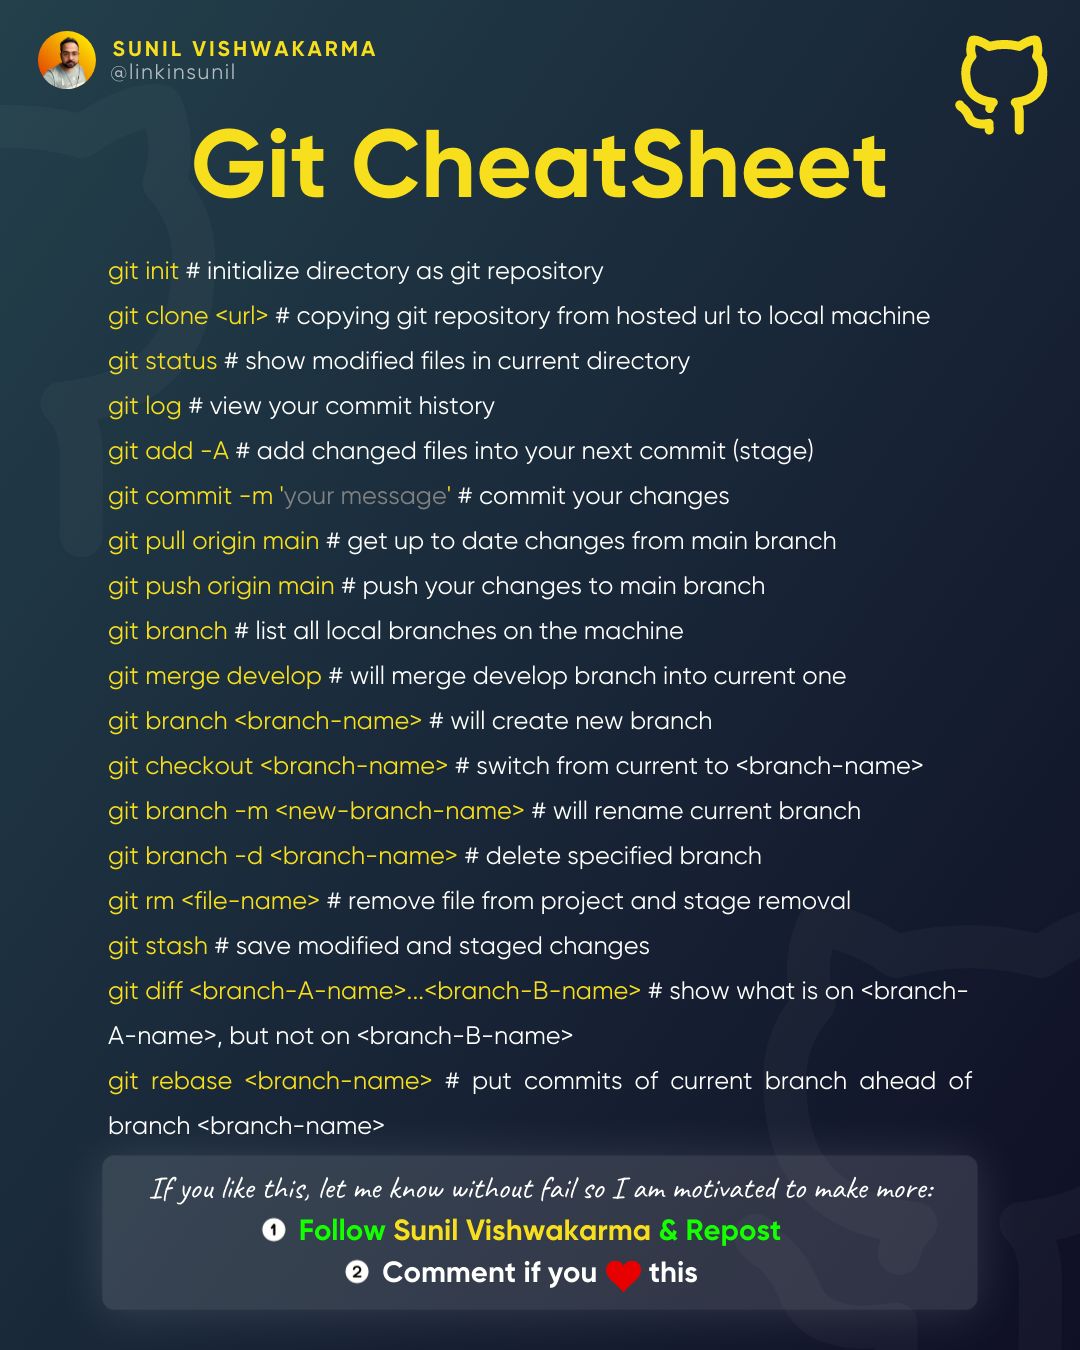 SUNIL VISHWAKARMA
@linkinsunil
Git CheatSheet
git init # initialize directory as git repository
git clone <url> # copying git repository from hosted url to local machine
git status # show modified files in current directory
git log # view your commit history
git add -A # add changed files into your next commit (stage)
git commit -m 'your message' # commit your changes
git pull origin main # get up to date changes from main branch
git push origin main # push your changes to main branch
git branch # list all local branches on the machine
git merge develop # will merge develop branch into current one
git branch <branch-name> # will create new branch
git checkout <branch-name> # switch from current to <branch-name>
git branch -m <new-branch-name> # will rename current branch
git branch -d <branch-name> # delete specified branch
git rm <file-name> # remove file from project and stage removal
git stash # save modified and staged changes
git diff <branch-A-name>...<branch-B-name> # show what is on <branch-
A-name>, but not on <branch-B-name>
git rebase <branch-name> # put commits of current branch ahead of
branch <branch-name>
If you like this, let me know without fail so I am motivated to make more:
1 Follow Sunil Vishwakarma & Repost
2 Comment if you ❤ this